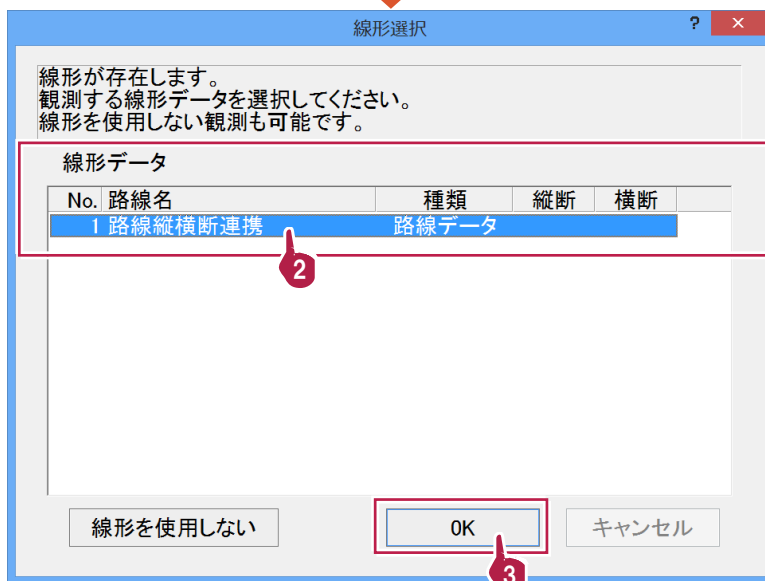 線形選択
? ×
線形が存在します。
観測する線形データを選択してください。
線形を使用しない観測も可能です。
線形データ
No. 路線名 種類 縦断 横断
1 路線縦横断連携 路線データ
2
線形を使用しない OK キャンセル
3